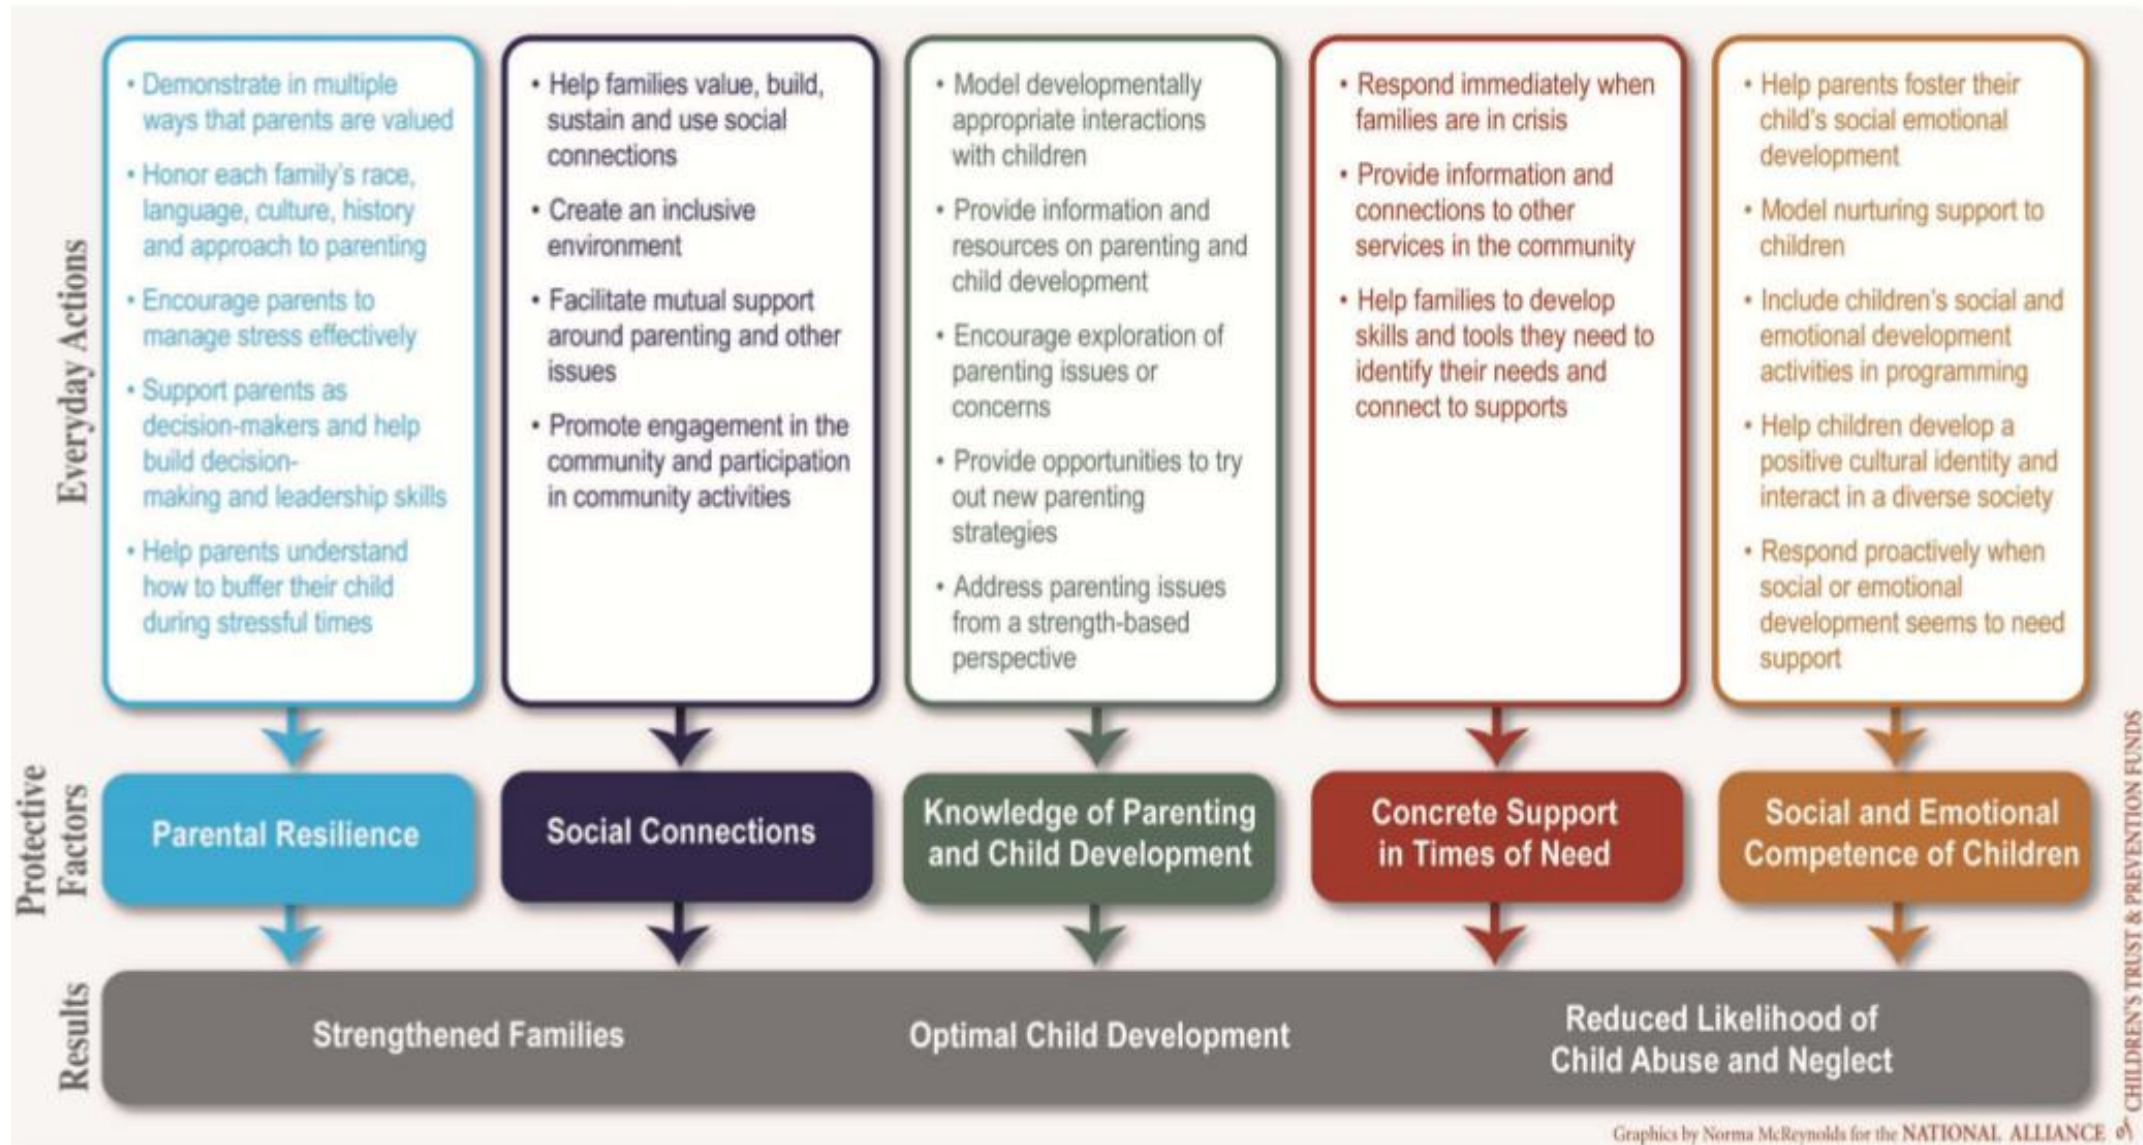 Everyday Actions
• Demonstrate in multiple
ways that parents are valued
• Honor each family's race,
language, culture, history
and approach to parenting
• Encourage parents to
manage stress effectively
• Support parents as
decision-makers and help
build decision-
making and leadership skills
• Help parents understand
how to buffer their child
during stressful times
• Help families value, build,
sustain and use social
connections
• Create an inclusive
environment
• Facilitate mutual support
around parenting and other
issues
• Promote engagement in the
community and participation
in community activities
• Model developmentally
appropriate interactions
with children
• Provide information and
resources on parenting and
child development
• Encourage exploration of
parenting issues or
concerns
• Provide opportunities to try
out new parenting
strategies
• Address parenting issues
from a strength-based
perspective
• Respond immediately when
families are in crisis
• Provide information and
connections to other
services in the community
• Help families to develop
skills and tools they need to
identify their needs and
connect to supports
• Help parents foster their
child's social emotional
development
• Model nurturing support to
children
• Include children's social and
emotional development
activities in programming
• Help children develop a
positive cultural identity and
interact in a diverse society
• Respond proactively when
social or emotional
development seems to need
support
Protective
Factors
Parental Resilience
Social Connections
Knowledge of Parenting
and Child Development
Concrete Support
in Times of Need
Social and Emotional
Competence of Children
Results
Strengthened Families
Optimal Child Development
Reduced Likelihood of
Child Abuse and Neglect
Graphics by Norma McReynolds for the NATIONAL ALLIANCE of
CHILDREN'S TRUST & PREVENTION FUNDS